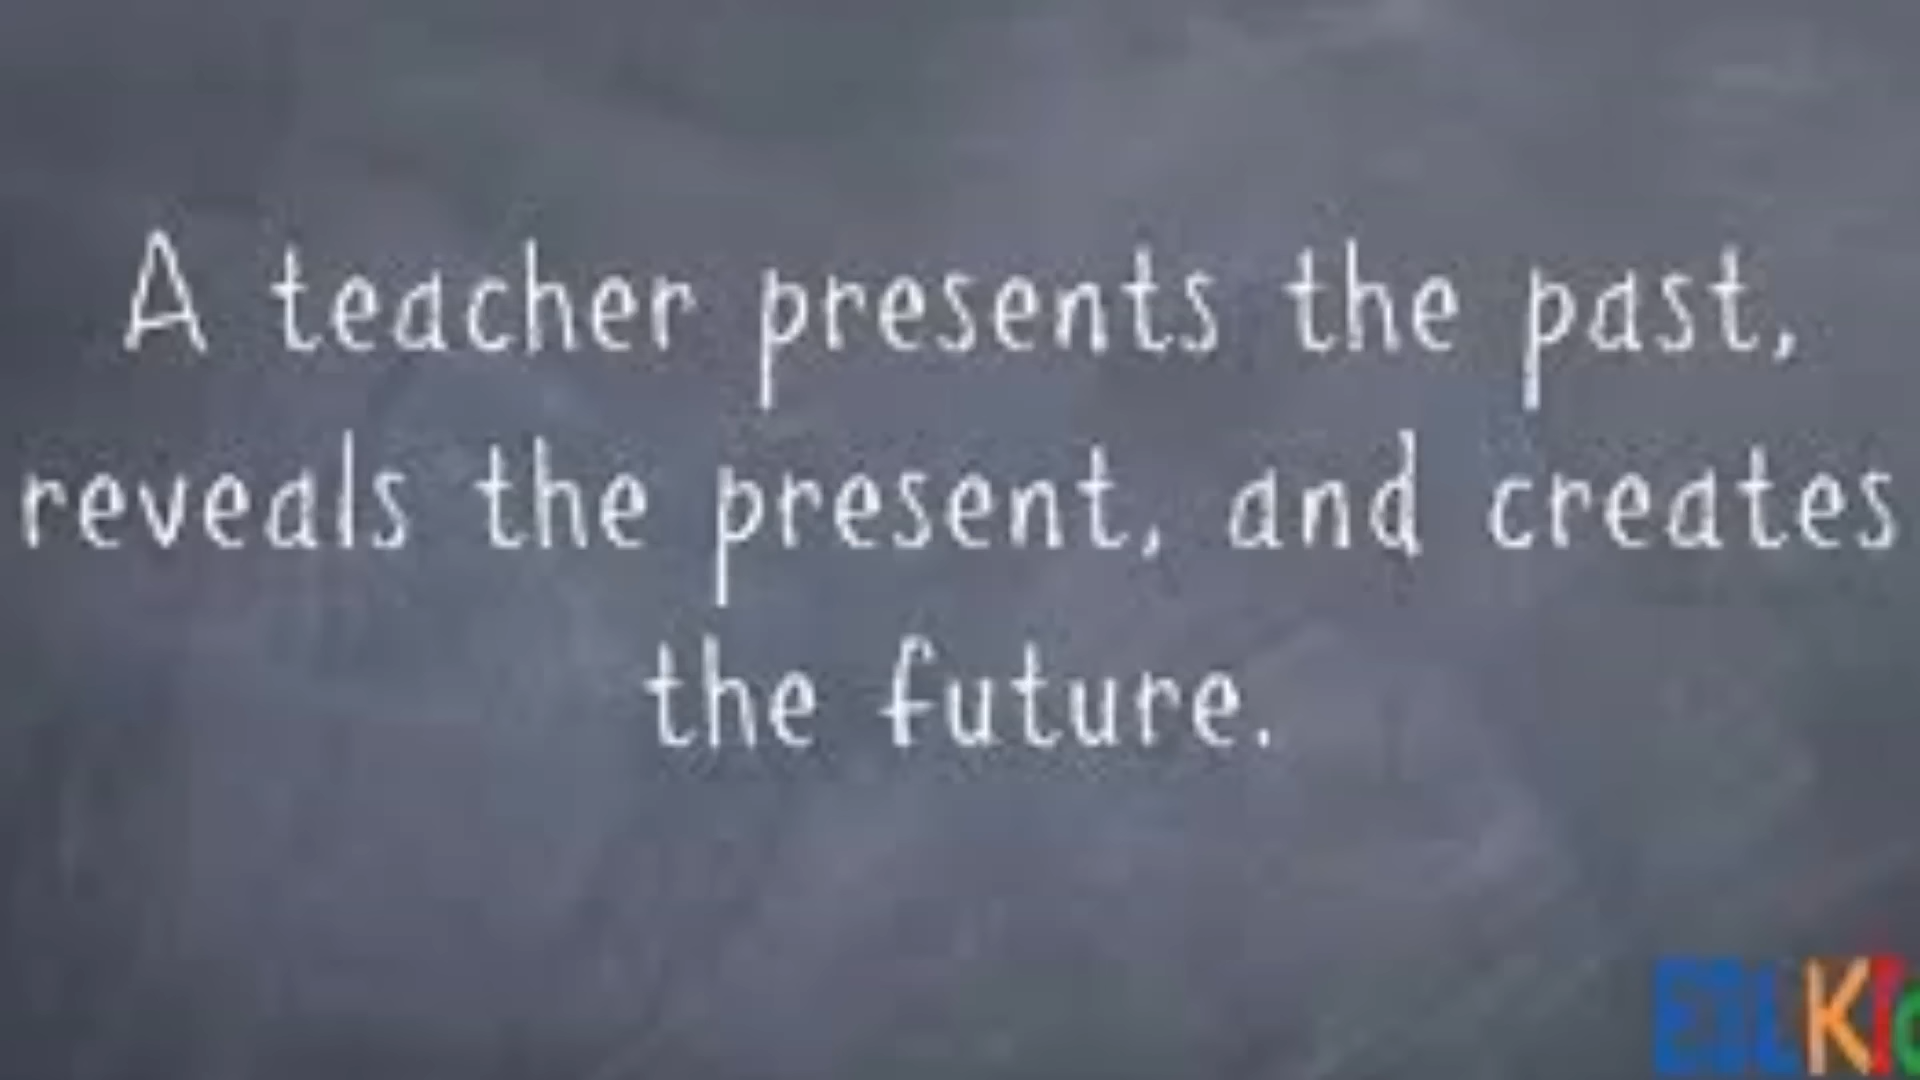 A teacher presents the past,
reveals the present, and creates
the future.